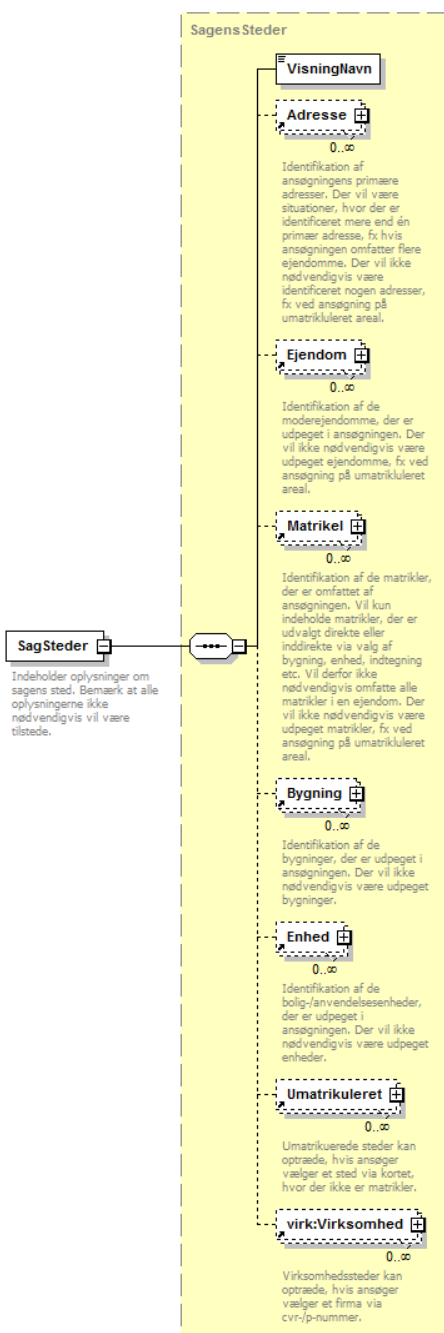 SagensSteder
VisningNavn
Adresse
0..∞
Identifikation af
ansøgningens primære
adresser. Der vil være
situationer, hvor der er
identificeret mere end én
primær adresse, fx hvis
ansøgningen omfatter flere
ejendomme. Der vil ikke
nødvendigvis være
identificeret nogen adresser,
fx ved ansøgning på
umatrikluleret areal.
Ejendom
0..∞
Identifikation af de
moderejendomme, der er
udpeget i ansøgningen. Der
vil ikke nødvendigvis være
udpeget ejendomme, fx ved
ansøgning på umatrikluleret
areal.
Matrikel
0..∞
Identifikation af de matrikler,
der er omfattet af
ansøgningen. Vil kun
indeholde matrikler, der er
udvalgt direkte eller
inddirekte via valg af
bygning, enhed, indtegning
etc. Vil derfor ikke
nødvendigvis omfatte alle
matrikler i en ejendom. Der
vil ikke nødvendigvis være
udpeget matrikler, fx ved
ansøgning på umatrikluleret
areal.
SagSteder
Indeholder oplysninger om
sagens sted. Bemærk at alle
oplysningerne ikke
nødvendigvis vil være
tilstede.
Bygning
0..∞
Identifikation af de
bygninger, der er udpeget i
ansøgningen. Der vil ikke
nødvendigvis være udpeget
bygninger.
Enhed
0..∞
Identifikation af de
bolig-/anvendelsesenheder,
der er udpeget i
ansøgningen. Der vil ikke
nødvendigvis være udpeget
enheder.
Umatrikuleret
0..∞
Umatrikuerede steder kan
optræde, hvis ansøger
vælger et sted via kortet,
hvor der ikke er matrikler.
virk:Virksomhed
0..∞
Virksomhedssteder kan
optræde, hvis ansøger
vælger et firma via
cvr-/p-nummer.